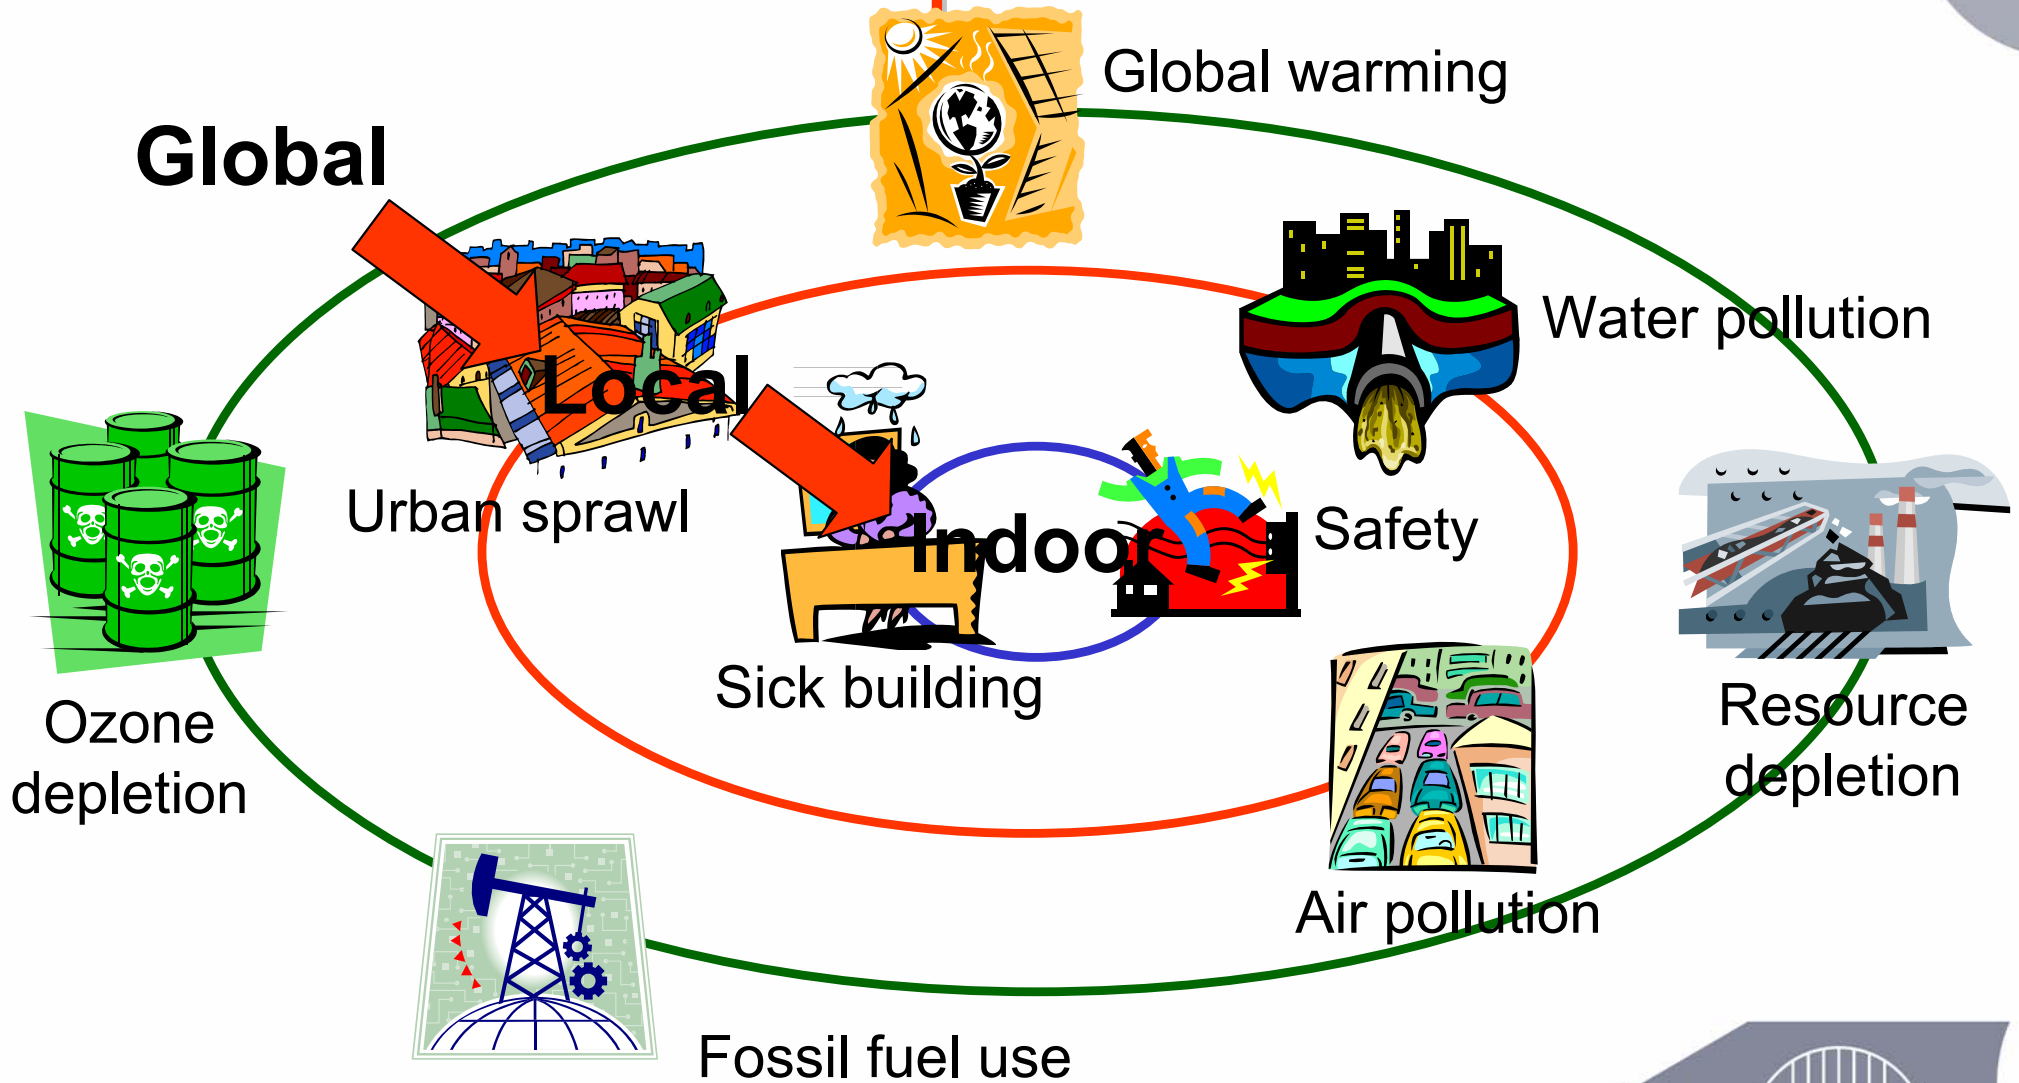 Global warming
Global
Water pollution
Local
Urban sprawl
Indoor
Safety
Sick building
Ozone
depletion
Resource
depletion
Air pollution
Fossil fuel use